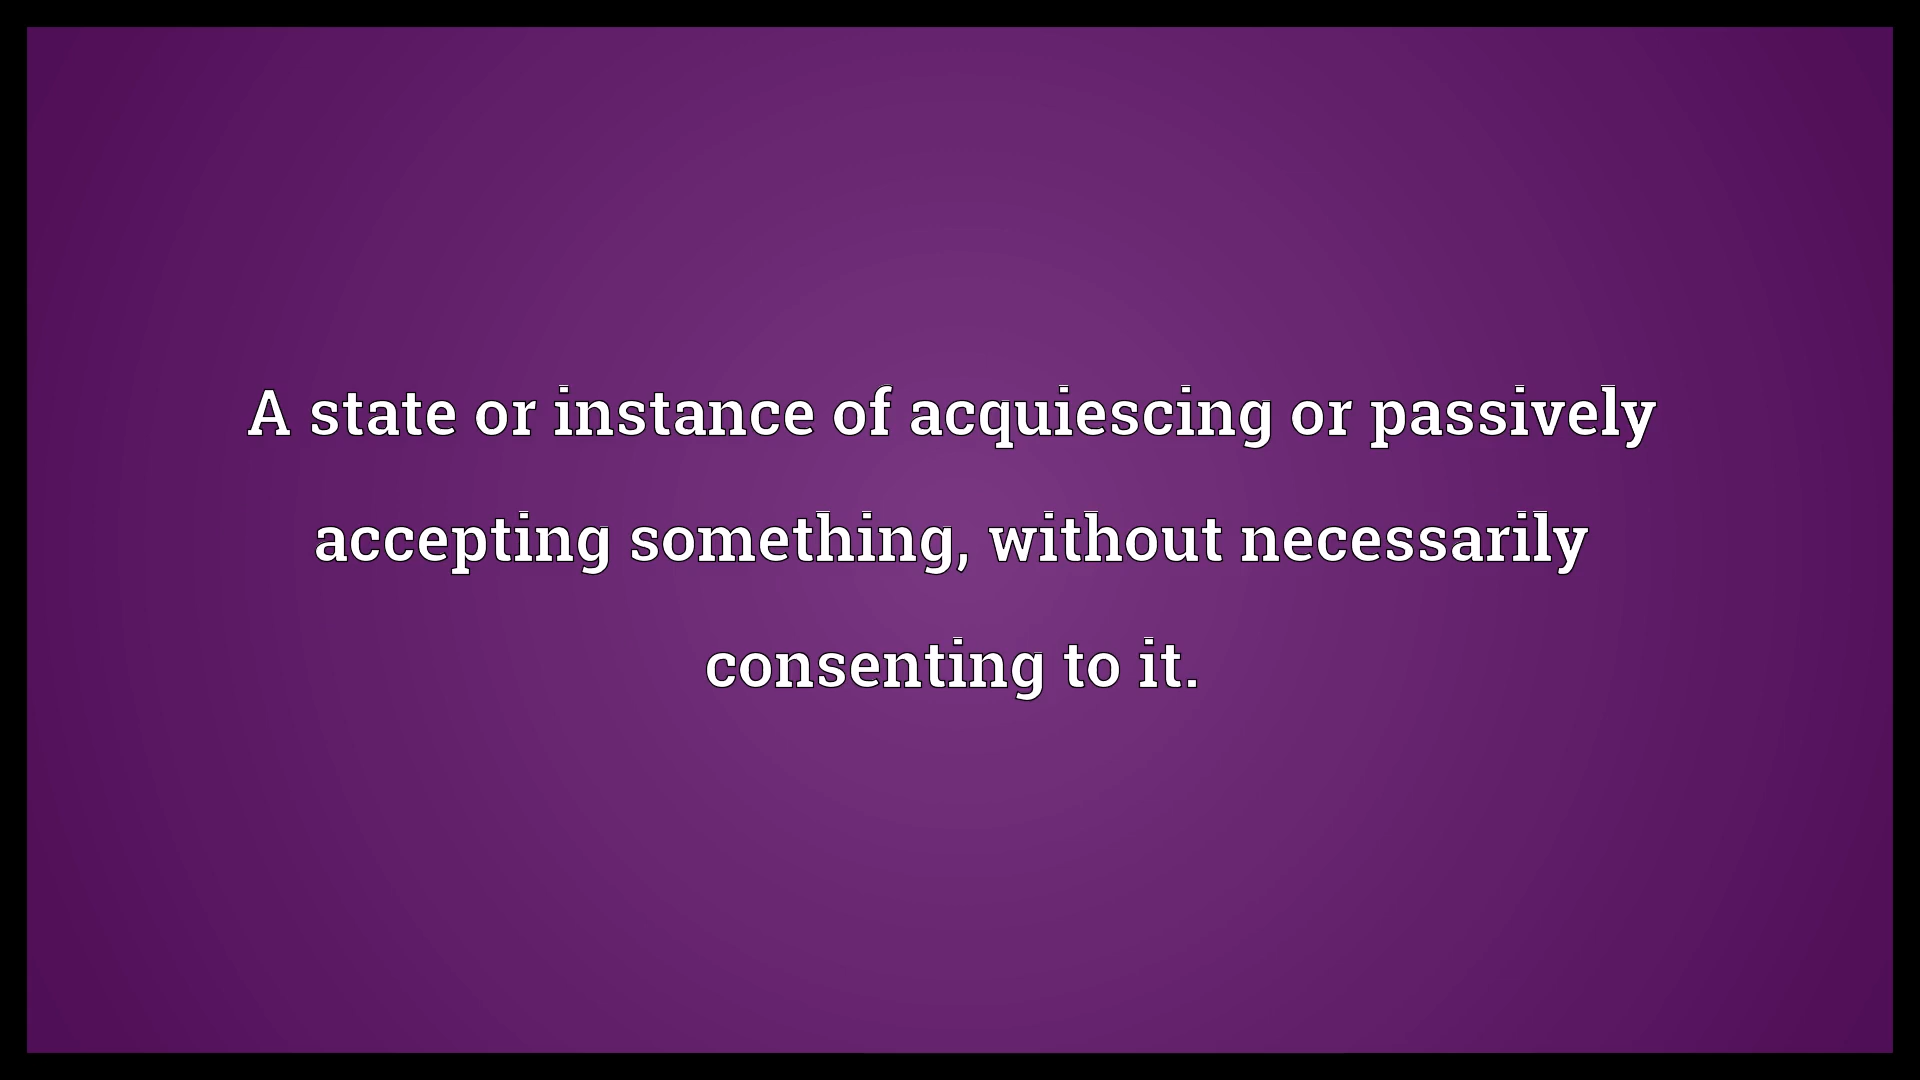 A state or instance of acquiescing or passively
accepting something, without necessarily
consenting to it.